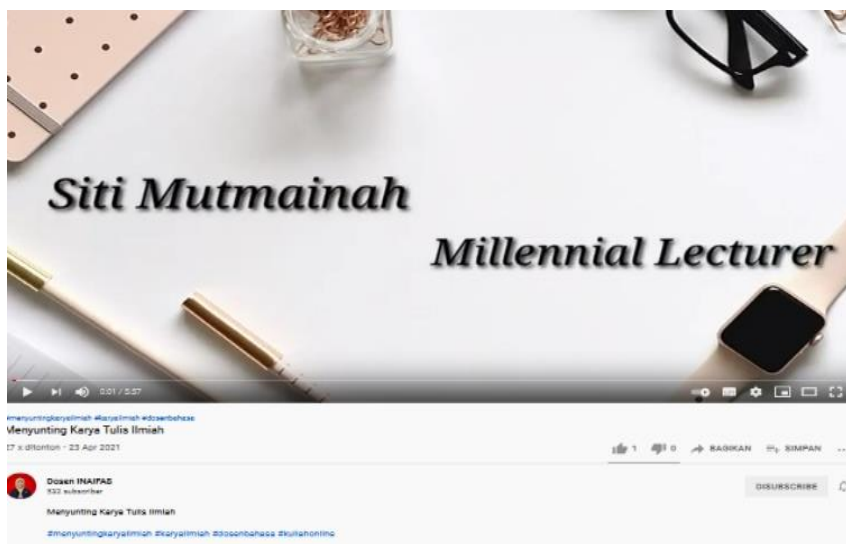 Siti Mutmainah
Millennial Lecturer
0:01 / 5:57
#menyuntingkaryailmiah #karyailmiah #dosenbahasa
Menyunting Karya Tulis Ilmiah
x ditonton - 23 Apr 2021
1 0 BAGIKAN SIMPAN ...
Dosen INAIFAS
subscriber
DISUBSCRIBE
Menyunting Karya Tulis Ilmiah
#menyuntingkaryailmiah #karyailmiah #dosenbahasa #kuliahonline